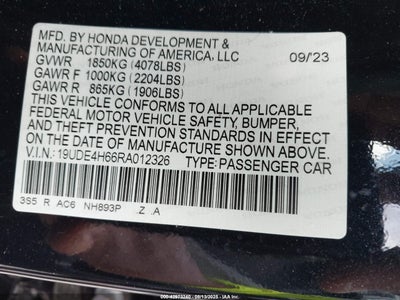 MFD. BY HONDA DEVELOPMENT &
MANUFACTURING OF AMERICA, LLC 09/23
GVWR 1850KG (4078LBS)
GAWR F 1000KG (2204LBS)
GAWR R 865KG (1906LBS)
THIS VEHICLE CONFORMS TO ALL APPLICABLE
FEDERAL MOTOR VEHICLE SAFETY, BUMPER,
AND THEFT PREVENTION STANDARDS IN EFFECT
ON THE DATE OF MANUFACTURE SHOWN ABOVE.
V.I.N.: 19UDE4H66RA012326 TYPE: PASSENGER CAR
3S5 R AC6 NH893P Z .A